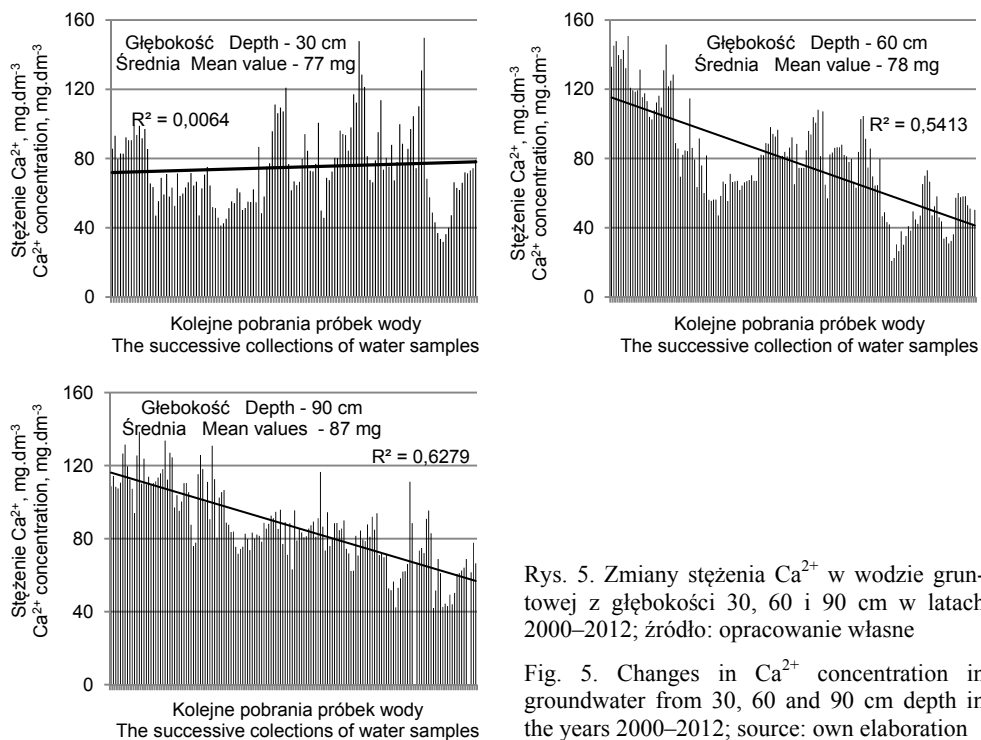 Stężenie Ca²⁺, mg.dm⁻³
Ca²⁺ concentration, mg.dm⁻³
160
120
80
40
0
Głębokość Depth - 30 cm
Średnia Mean value - 77 mg
R² = 0,0064
Kolejne pobrania próbek wody
The successive collections of water samples
Stężenie Ca²⁺, mg.dm⁻³
Ca²⁺ concentration, mg.dm⁻³
160
120
80
40
0
Głębokość Depth - 60 cm
Średnia Mean value - 78 mg
R² = 0,5413
Kolejne pobrania próbek wody
The successive collection of water samples
Stężenie Ca²⁺, mg.dm⁻³
Ca²⁺ concentration, mg.dm⁻³
160
120
80
40
0
Głębokość Depth - 90 cm
Średnia Mean values - 87 mg
R² = 0,6279
Kolejne pobrania próbek wody
The successive collections of water samples
Rys. 5. Zmiany stężenia Ca²⁺ w wodzie grun-
towej z głębokości 30, 60 i 90 cm w latach
2000–2012; źródło: opracowanie własne
Fig. 5. Changes in Ca²⁺ concentration in
groundwater from 30, 60 and 90 cm depth in
the years 2000–2012; source: own elaboration